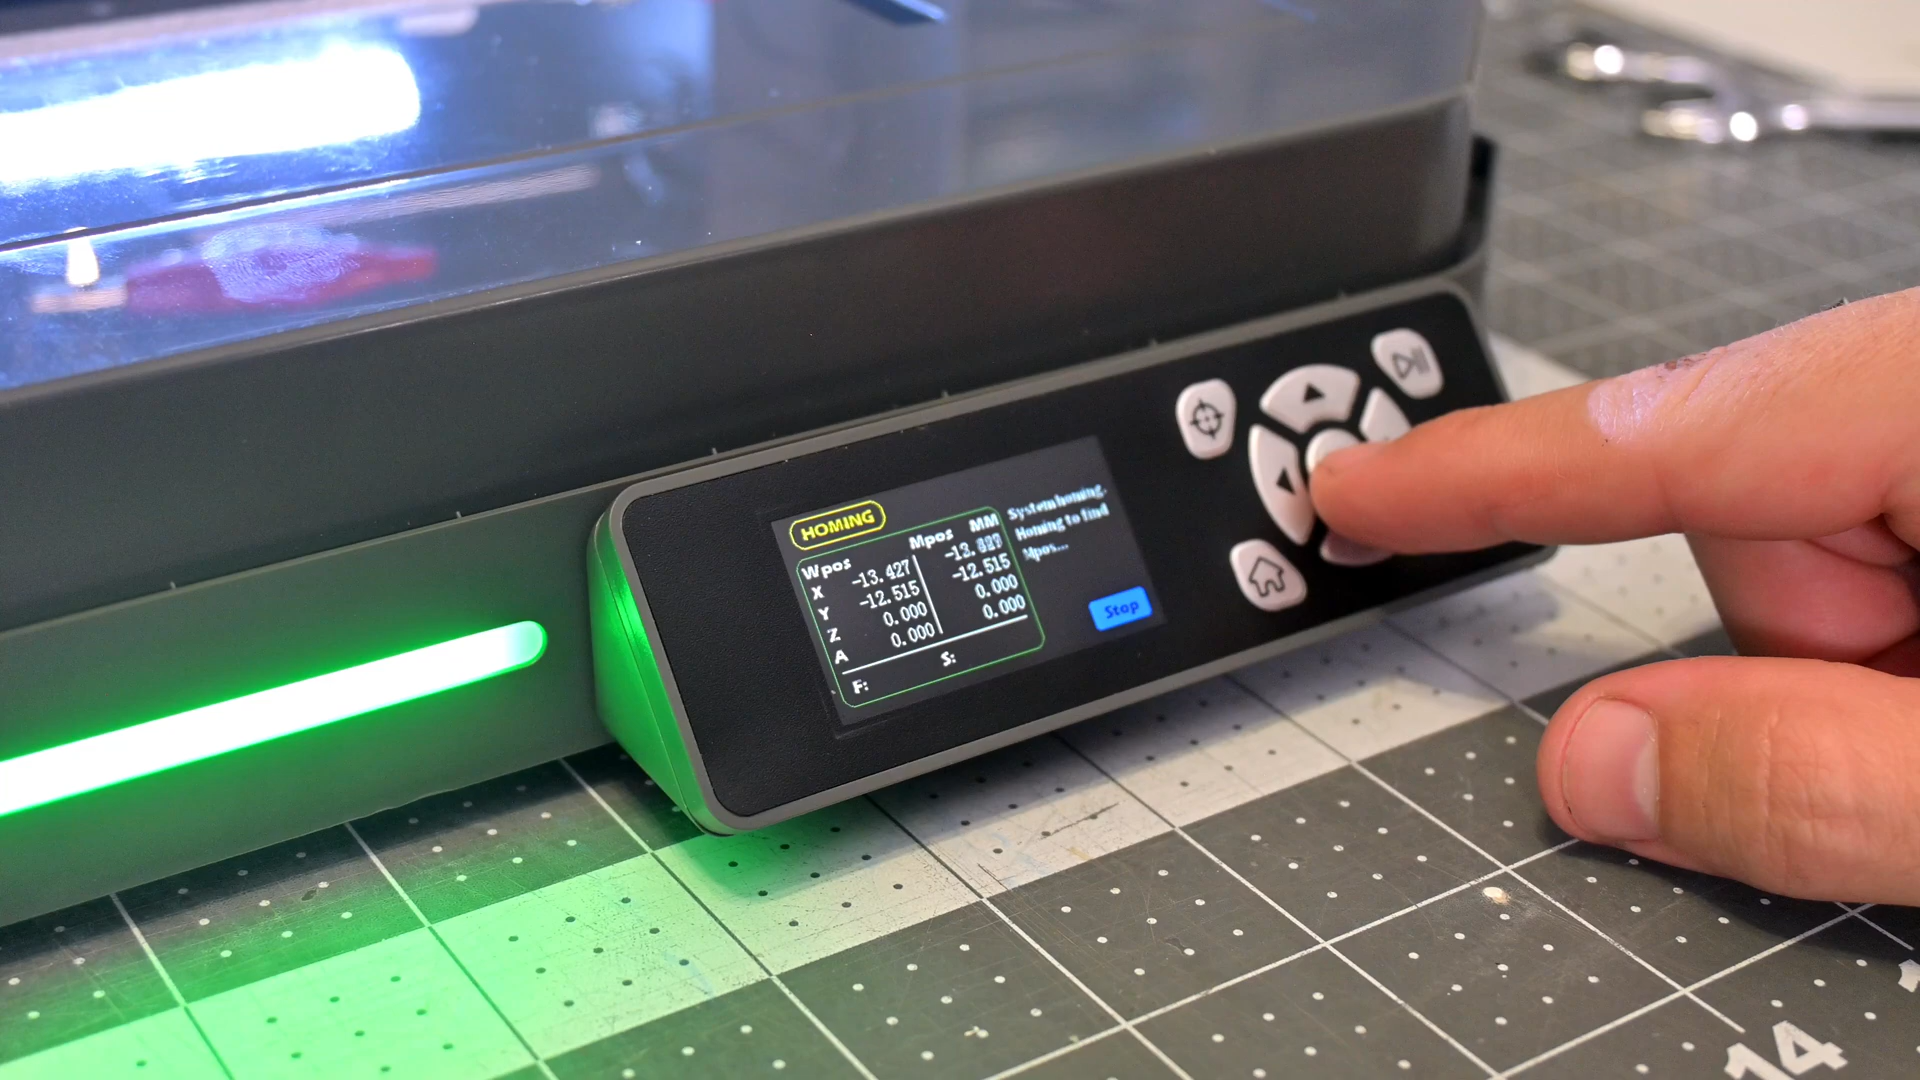 HOMING
Wpos Mpos MM
X -13.427
Y -12.515 -12.515
Z 0.000 0.000
A 0.000 0.000
F: S:
System homing.
Homing to find
Mpos...
Stop
14